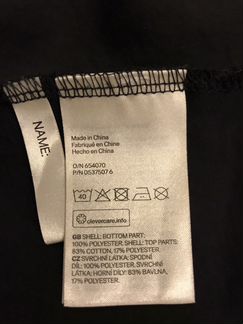 NAME:
Made in China
Fabriqué en Chine
Hecho en China
O/N 654070
P/N 0537507.6
40
clevercare.info
GB SHELL: BOTTOM PART:
100% POLYESTER, SHELL: TOP PARTS:
83% COTTON, 17% POLYESTER.
CZ SVRCHNÍ LÁTKA: SPODNÍ
DÍL: 100% POLYESTER, SVRCHNÍ
LÁTKA: HORNÍ DÍLY: 83% BAVLNA,
17% POLYESTER.